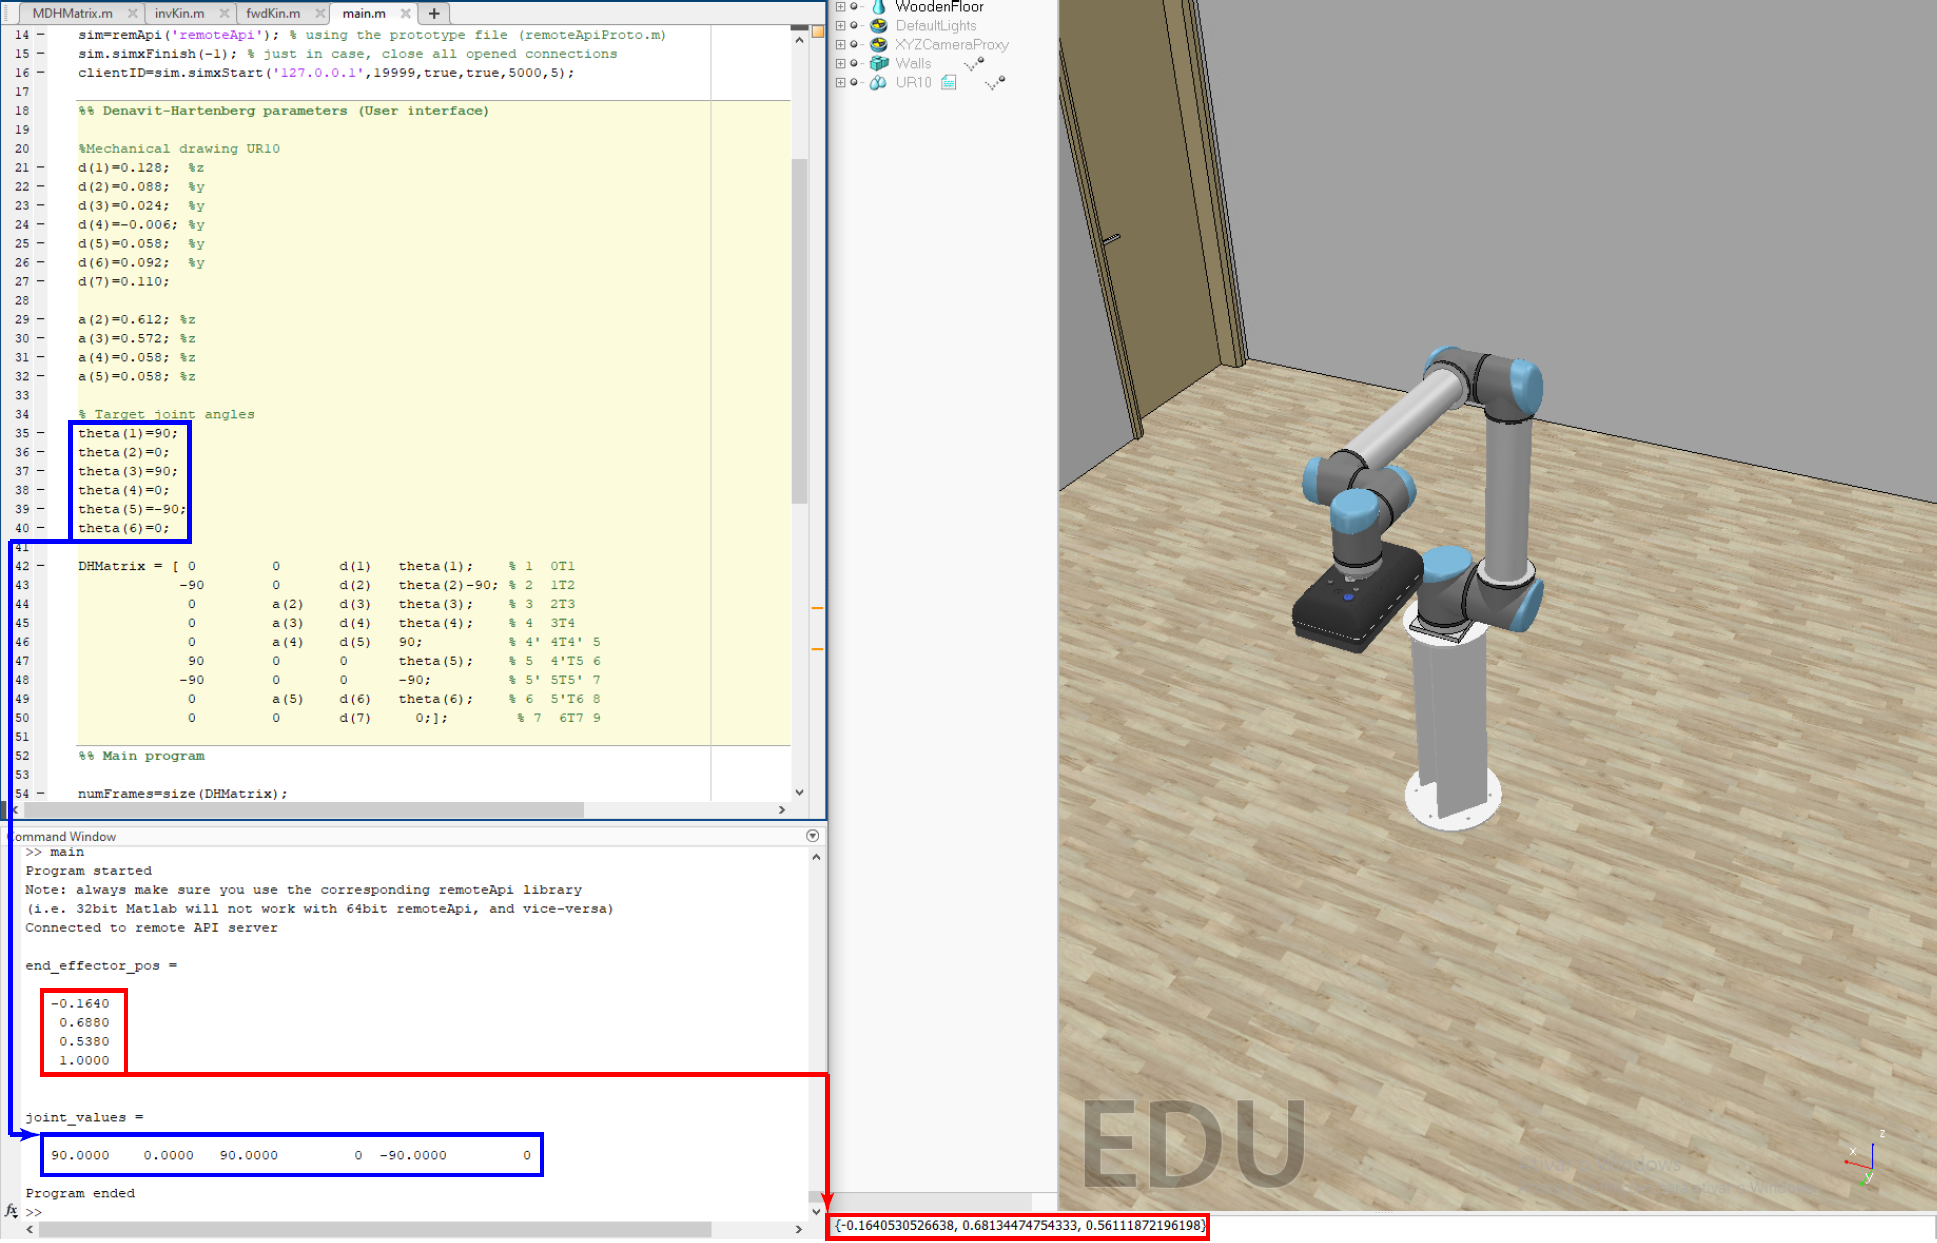 MDHMatrix.m
invKin.m
fwdKin.m
main.m
14 sim=remApi('remoteApi'); % using the prototype file (remoteApiProto.m)
15 sim.simxFinish(-1); % just in case, close all opened connections
16 clientID=sim.simxStart('127.0.0.1',19999,true,true,5000,5);
17
18 %% Denavit-Hartenberg parameters (User interface)
19
20 %Mechanical drawing UR10
21 d(1)=0.128; %z
22 d(2)=0.088; %y
23 d(3)=0.024; %y
24 d(4)=-0.006; %y
25 d(5)=0.058; %y
26 d(6)=0.092; %y
27 d(7)=0.110;
28
29 a(2)=0.612; %z
30 a(3)=0.572; %z
31 a(4)=0.058; %z
32 a(5)=0.058; %z
33
34 % Target joint angles
35 theta(1)=90;
36 theta(2)=0;
37 theta(3)=90;
38 theta(4)=0;
39 theta(5)=-90;
40 theta(6)=0;
41
42 DHMatrix = [ 0 0 d(1) theta(1); % 1 0T1
43 -90 0 d(2) theta(2)-90; % 2 1T2
44 0 a(2) d(3) theta(3); % 3 2T3
45 0 a(3) d(4) theta(4); % 4 3T4
46 0 a(4) d(5) 90; % 4' 4T4' 5
47 90 0 0 theta(5); % 5 4'T5 6
48 -90 0 0 -90; % 5' 5T5' 7
49 0 a(5) d(6) theta(6); % 6 5'T6 8
50 0 0 d(7) 0;]; % 7 6T7 9
51
52 %% Main program
53
54 numFrames=size(DHMatrix);
Command Window
>> main
Program started
Note: always make sure you use the corresponding remoteApi library
(i.e. 32bit Matlab will not work with 64bit remoteApi, and vice-versa)
Connected to remote API server
end_effector_pos =
-0.1640
0.6880
0.5380
1.0000
joint_values =
90.0000 0.0000 90.0000 0 -90.0000 0
Program ended
fx >>
WoodenFloor
DefaultLights
XYZCameraProxy
Walls
UR10
EDU
x
y
z
{-0.1640530526638, 0.68134474754333, 0.56111872196198}